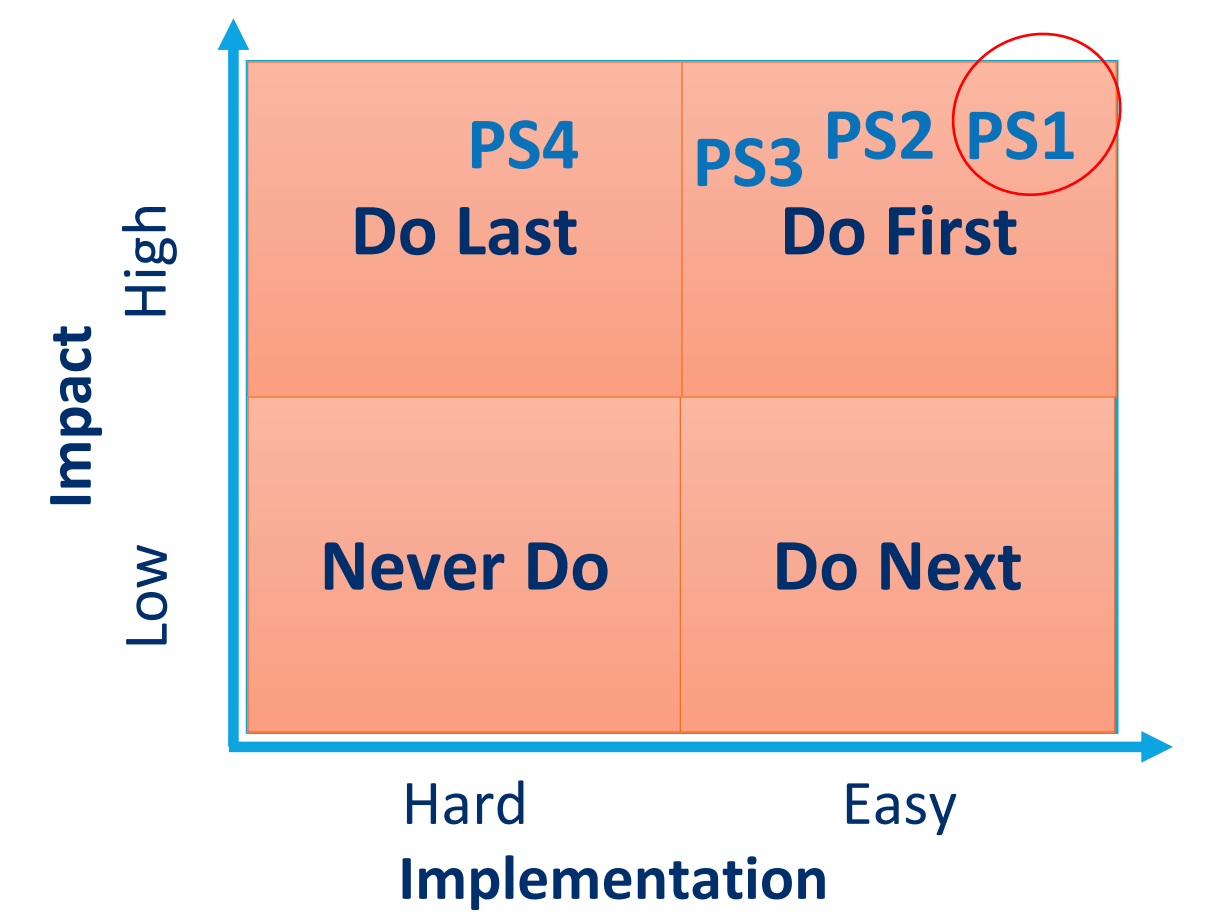 PS4
PS3 PS2 PS1
Do Last
Do First
High
Impact
Low
Never Do
Do Next
Hard
Easy
Implementation